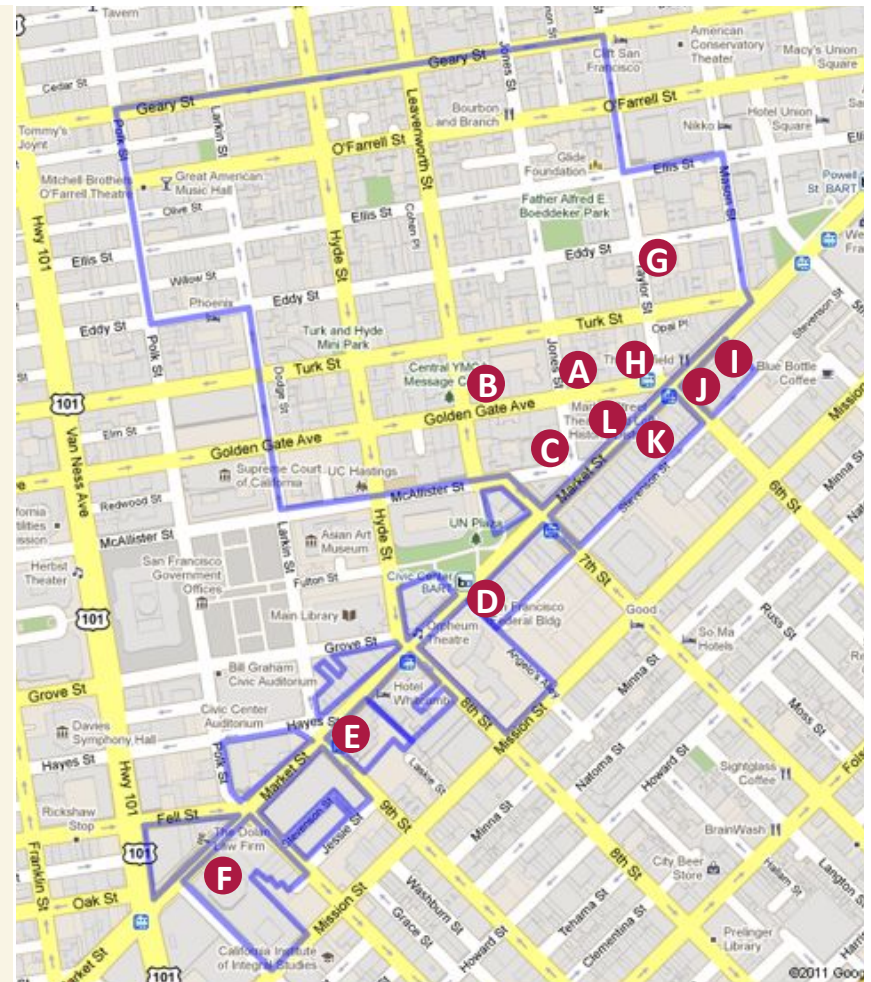 Tavern
Jones St
American
Conservatory
Theater
Macy's Union
Square
Clift San
Francisco
Geary St
Cedar St
Geary St
Leavenworth St
Bourbon
and Branch
O'Farrell St
Hotel Union
Square
Nikko
Tommy's
Joynt
Polk St
Larkin St
O'Farrell St
Glide
Foundation
Ellis St
Mason St
Powell
St BART
Mitchell Brothers
O'Farrell Theatre
Great American
Music Hall
Olive St
Ellis St
Cohen Pl
Father Alfred E.
Boeddeker Park
Hwy 101
Hyde St
Ellis St
Eddy St
G
Taylor St
Willow St
Eddy St
Phoenix
Eddy St
Polk St
Turk and Hyde
Mini Park
Turk St
Opal Pl
Stevenson St
Turk St
Dodge St
Central YMCA
Jones St
A
H
I
Blue Bottle
Coffee
B
J
Mission
101
Golden Gate Ave
L
K
Van Ness Ave
Elm St
Golden Gate Ave
C
Market St
Stevenson St
Minna St
Supreme Court
of California
UC Hastings
McAllister St
6th St
Redwood St
Hyde St
UN Plaza
McAllister St
Larkin St
Asian Art
Museum
7th St
Herbst
Theater
San Francisco
Government
Offices
Fulton St
Civic Center
BART
D
Federal Bldg
Good
101
Main Library
Orpheum
Theatre
So.Ma
Hotels
Russ St
Grove St
Angelo's Alley
Minna St
Grove St
Bill Graham
Civic Auditorium
Hotel
Whitcomb
8th St
Mission St
Moss St
Civic Center
Auditorium
Hayes St
E
Natoma St
Howard St
Davies
Symphony Hall
Hayes St
Polk St
Market St
Laskie St
Sightglass
Coffee
Hwy 101
Rickshaw
Stop
Fell St
Stevenson St
Jessie St
9th St
Minna St
BrainWash
The Dolan
Law Firm
101
8th St
City Beer
Store
Hallam St
Langton St
Franklin St
F
Oak St
Mission St
Washburn St
Grace St
Tehama St
Clementina St
Prelinger
Library
Howard St
Market St
California Institute
of Integral Studies
101
©2011 Goog